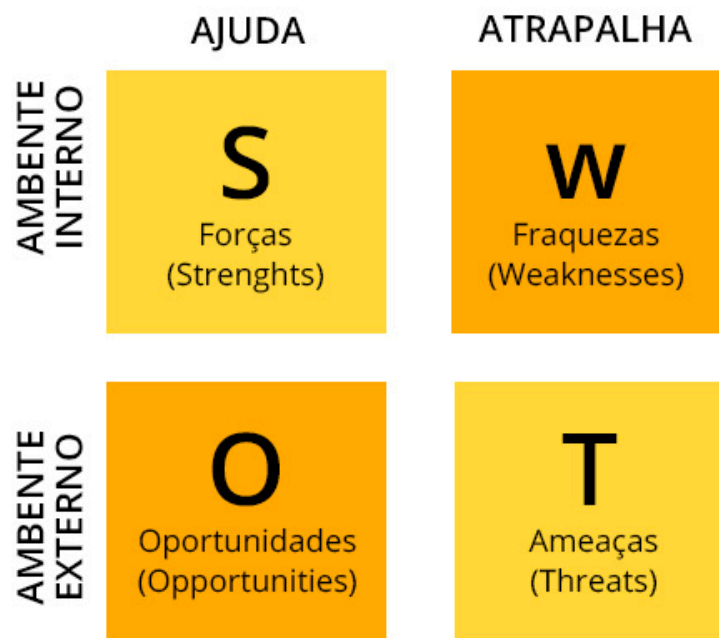 AJUDA
ATRAPALHA
AMBENTE
INTERNO
S
Forças
(Strenghts)
W
Fraquezas
(Weaknesses)
AMBENTE
EXTERNO
O
Oportunidades
(Opportunities)
T
Ameaças
(Threats)